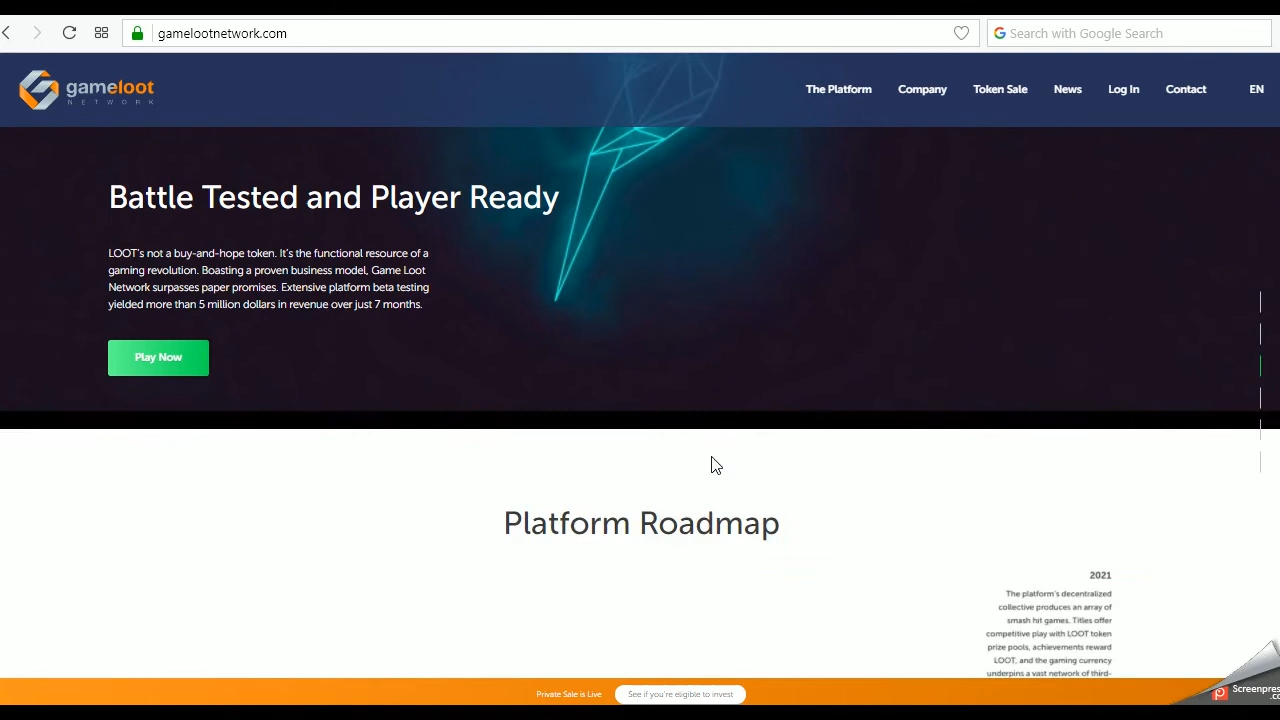 gamelootnetwork.com
Search with Google Search
gameloot
NETWORK
The Platform
Company
Token Sale
News
Log In
Contact
EN
Battle Tested and Player Ready
LOOT's not a buy-and-hope token. It's the functional resource of a
gaming revolution. Boasting a proven business model, Game Loot
Network surpasses paper promises. Extensive platform beta testing
yielded more than 5 million dollars in revenue over just 7 months.
Play Now
Platform Roadmap
2021
The platform's decentralized
collective produces an array of
smash hit games. Titles offer
competitive play with LOOT token
prize pools, achievements reward
LOOT, and the gaming currency
underpins a vast network of third-
Private Sale is Live
See if you're eligible to invest
Screenpres
.co